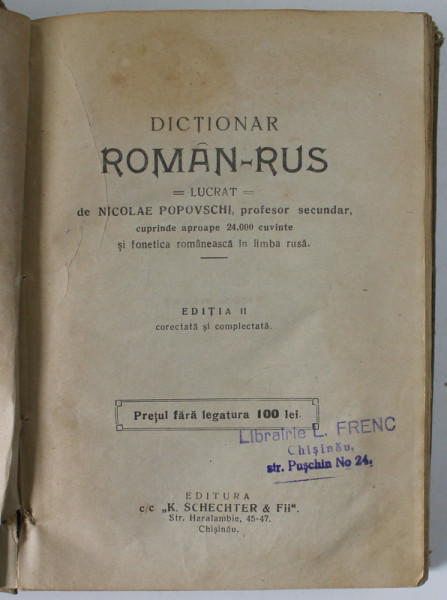 DICȚIONAR
ROMÂN-RUS
= LUCRAT =
de NICOLAE POPOVSCHI, profesor secundar,
cuprinde aproape 24.000 cuvinte
și fonetica românească în limba rusă.
EDIȚIA II
corectată și complectată.
Prețul fără legatura 100 lei.
Librairie L. FRENC
Chișinău,
str. Pușchin No 24.
EDITURA
c/c „K. SCHECHTER & Fii".
Str. Haralambie, 45-47.
Chișinău.